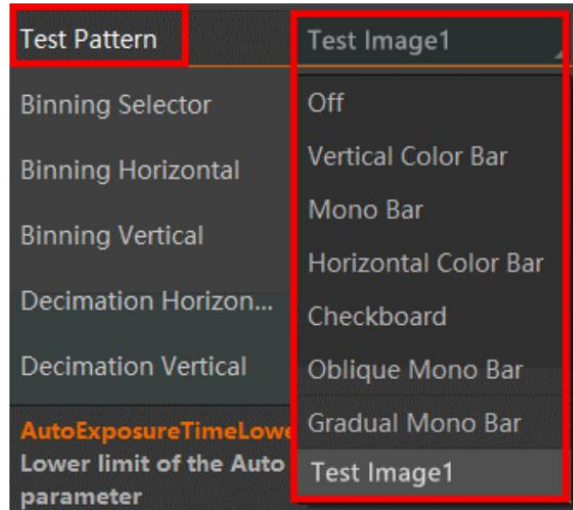 Test Pattern
Test Image1
Binning Selector
Off
Binning Horizontal
Vertical Color Bar
Mono Bar
Binning Vertical
Horizontal Color Bar
Decimation Horizon...
Checkboard
Decimation Vertical
Oblique Mono Bar
AutoExposureTimeLowe
Gradual Mono Bar
Lower limit of the Auto
Test Image1
parameter